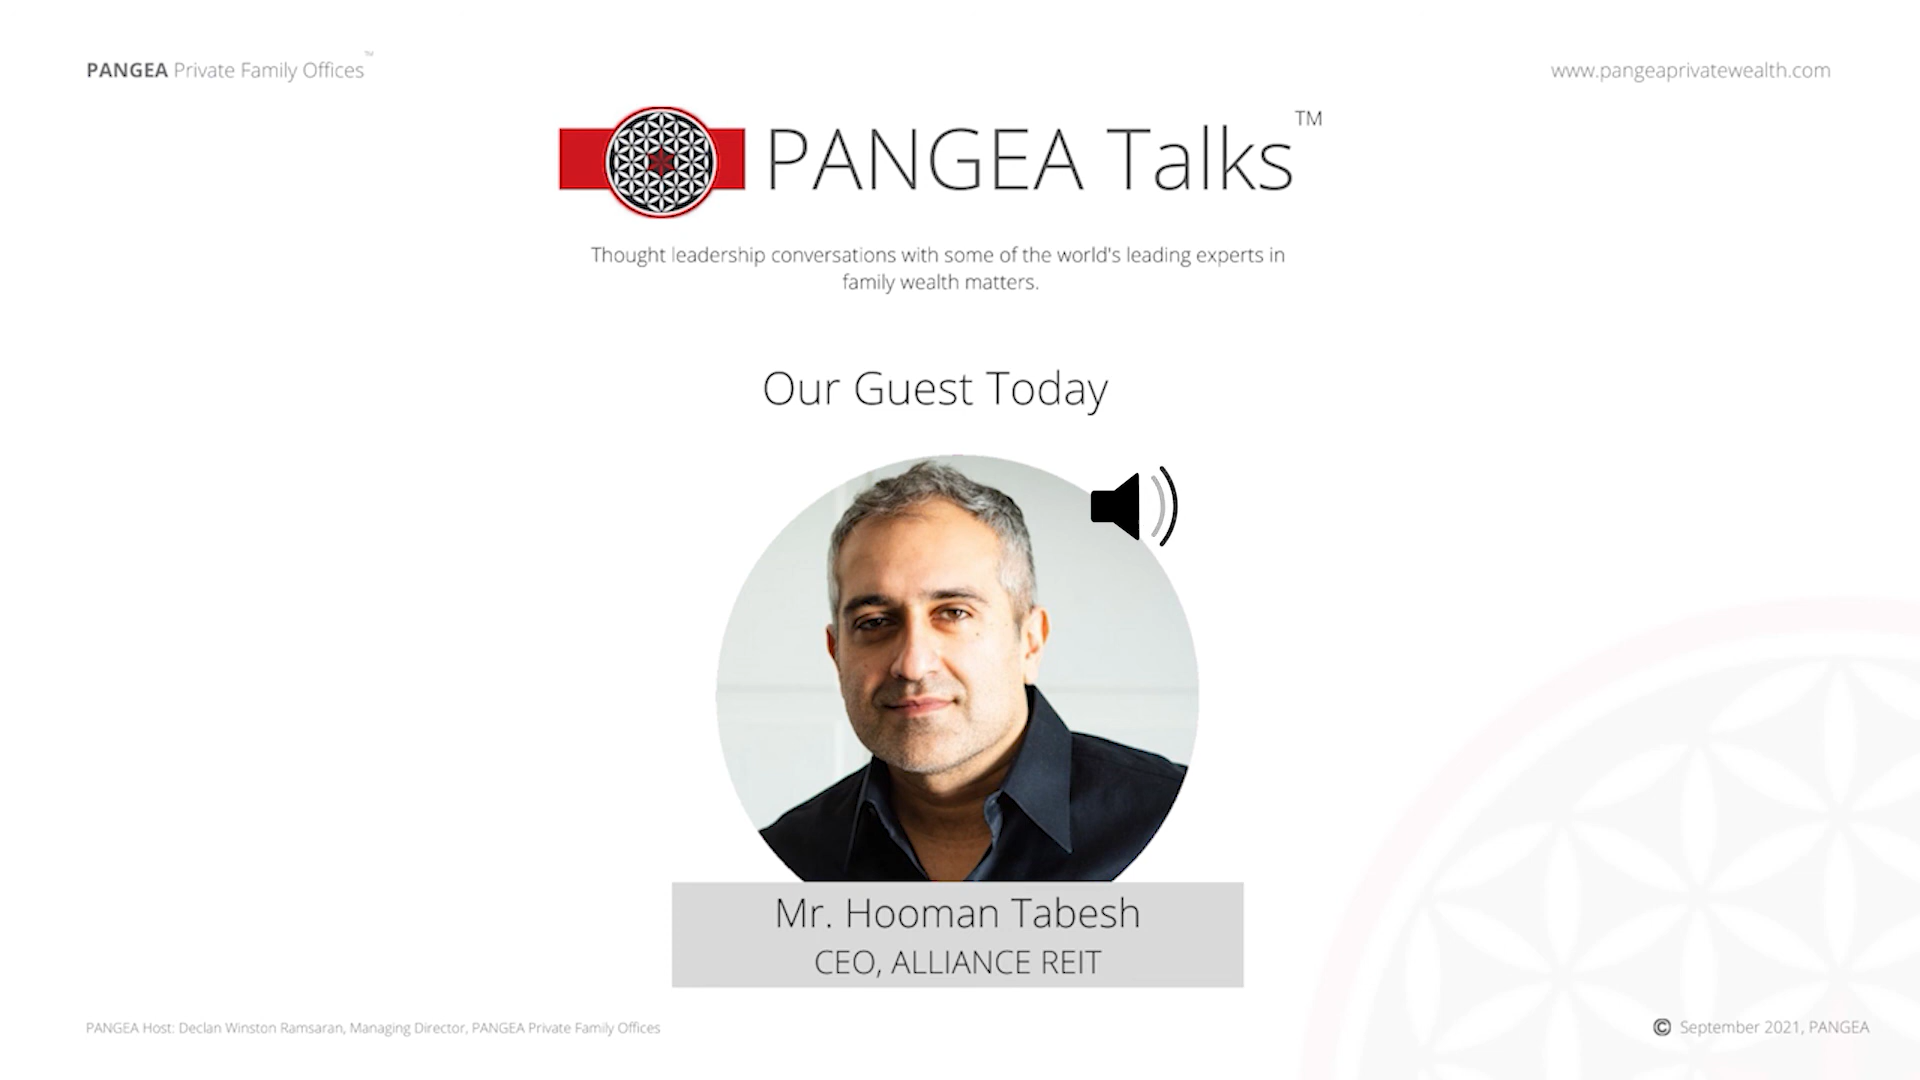 PANGEA Private Family Offices™
www.pangeaprivatewealth.com
PANGEA Talks™
Thought leadership conversations with some of the world's leading experts in
family wealth matters.
Our Guest Today
Mr. Hooman Tabesh
CEO, ALLIANCE REIT
PANGEA Host: Declan Winston Ramsaran, Managing Director, PANGEA Private Family Offices
© September 2021, PANGEA